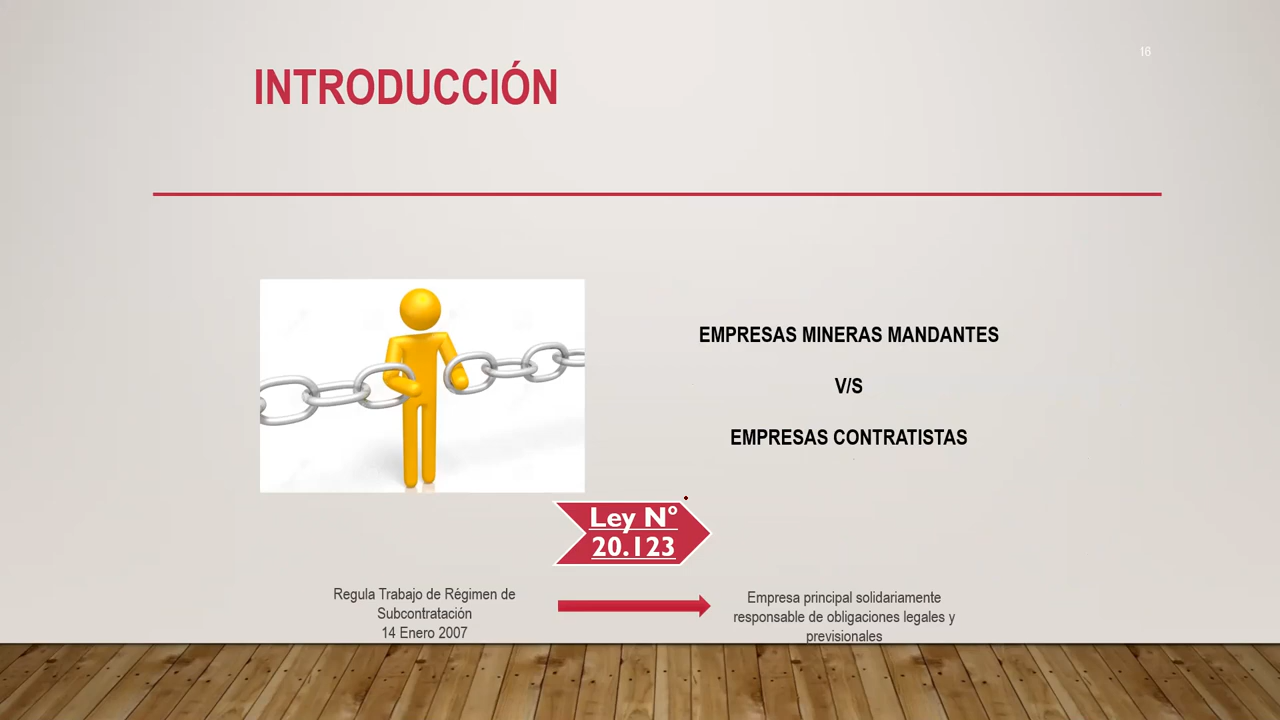 16
INTRODUCCIÓN
EMPRESAS MINERAS MANDANTES
V/S
EMPRESAS CONTRATISTAS
Ley N°
20.123
Regula Trabajo de Régimen de
Subcontratación
14 Enero 2007
Empresa principal solidariamente
responsable de obligaciones legales y
previsionales